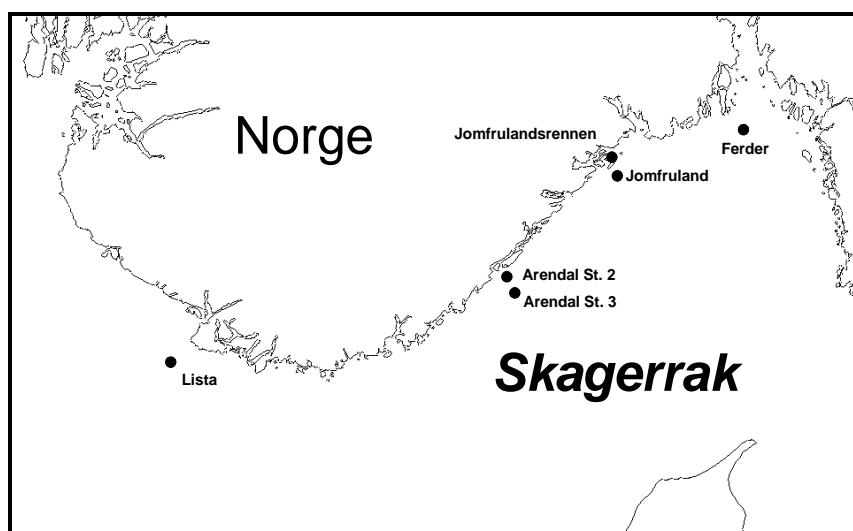 Norge
Jomfrulandsrennen
Ferder
Jomfruland
Arendal St. 2
Arendal St. 3
Skagerrak
Lista